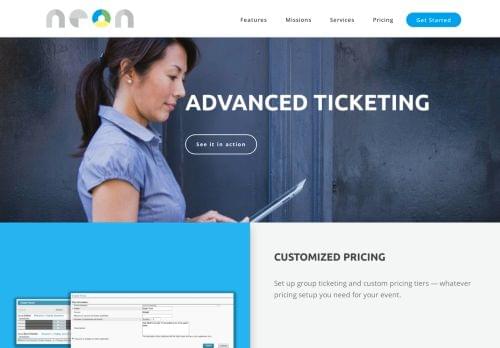 neon
Features
Missions
Services
Pricing
Get Started
ADVANCED TICKETING
See it in action
CUSTOMIZED PRICING
Set up group ticketing and custom pricing tiers — whatever
pricing setup you need for your event.